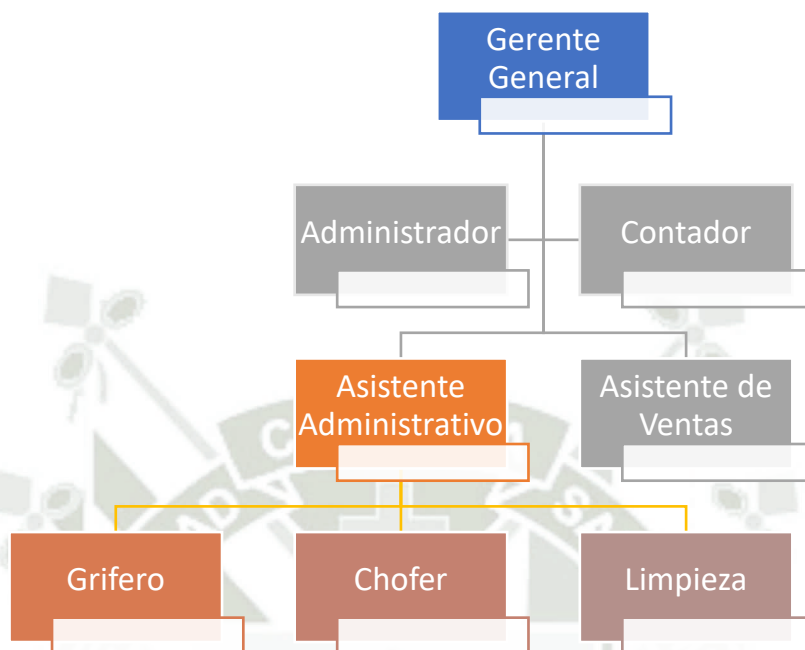 Gerente
General
Administrador
Contador
Asistente
Administrativo
Asistente de
Ventas
Grifero
Chofer
Limpieza